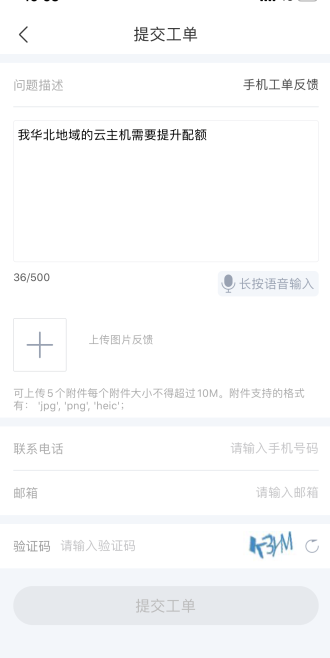 提交工单
问题描述
手机工单反馈
我华北地域的云主机需要提升配额
36/500
长按语音输入
上传图片反馈
可上传5个附件每个附件大小不得超过10M。附件支持的格式
有： 'jpg', 'png', 'heic';
联系电话
请输入手机号码
邮箱
请输入邮箱
验证码
请输入验证码
提交工单